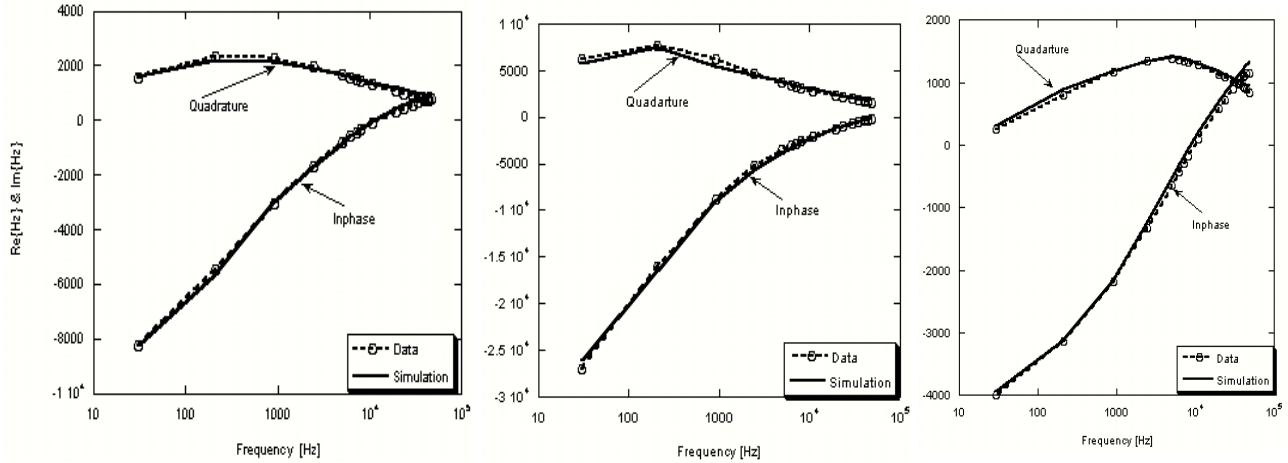 4000
2000
0
-2000
-4000
-6000
-8000
-1 10⁴
Re{Hz} & Im{Hz}
Quadrature
Inphase
Data
Simulation
10
100
1000
10⁴
10⁵
Frequency [Hz]
1 10⁴
5000
0
-5000
-1 10⁴
-1.5 10⁴
-2 10⁴
-2.5 10⁴
-3 10⁴
Quadarture
Inphase
Data
Simulation
10
100
1000
10⁴
10⁵
Frequency [Hz]
2000
1000
0
-1000
-2000
-3000
-4000
Quadarture
Inphase
Data
Simulation
10
100
1000
10⁴
10⁵
Frequency [Hz]